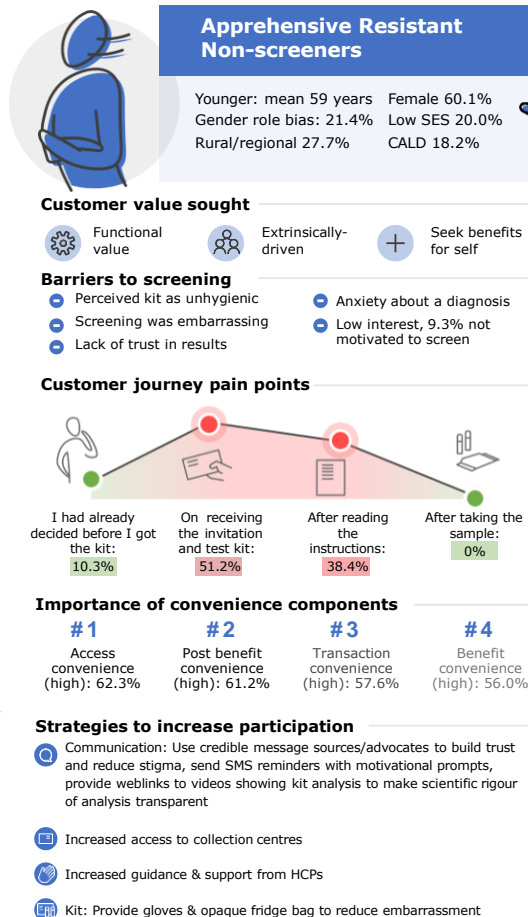 Apprehensive Resistant
Non-screeners
Younger: mean 59 years Female 60.1%
Gender role bias: 21.4% Low SES 20.0%
Rural/regional 27.7% CALD 18.2%
Customer value sought
Functional
value
Extrinsically-
driven
Seek benefits
for self
Barriers to screening
Perceived kit as unhygienic
Screening was embarrassing
Lack of trust in results
Anxiety about a diagnosis
Low interest, 9.3% not
motivated to screen
Customer journey pain points
I had already
decided before I got
the kit:
10.3%
On receiving
the invitation
and test kit:
51.2%
After reading
the
instructions:
38.4%
After taking the
sample:
0%
Importance of convenience components
#1
Access
convenience
(high): 62.3%
#2
Post benefit
convenience
(high): 61.2%
#3
Transaction
convenience
(high): 57.6%
#4
Benefit
convenience
(high): 56.0%
Strategies to increase participation
Communication: Use credible message sources/advocates to build trust
and reduce stigma, send SMS reminders with motivational prompts,
provide weblinks to videos showing kit analysis to make scientific rigour
of analysis transparent
Increased access to collection centres
Increased guidance & support from HCPs
Kit: Provide gloves & opaque fridge bag to reduce embarrassment